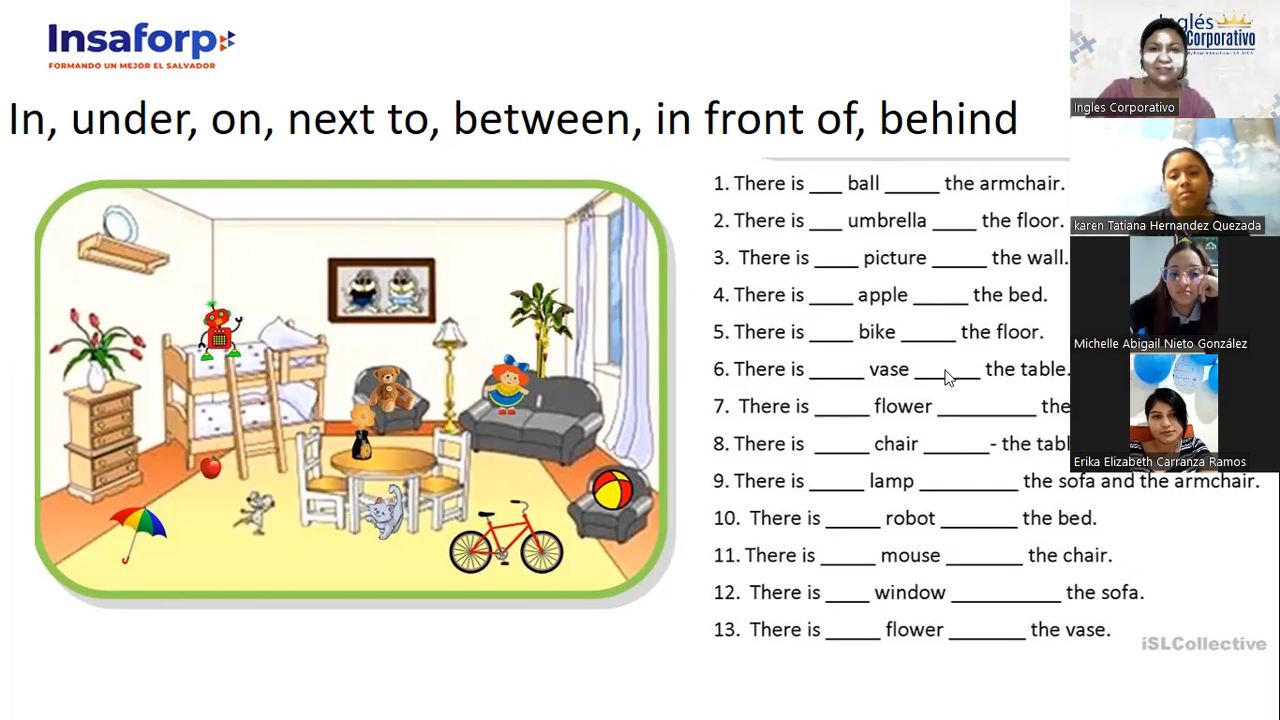 Insaforp
FORMANDO UN MEJOR EL SALVADOR
Inglés
Corporativo
In, under, on, next to, between, in front of, behind
1. There is ___ ball _____ the armchair.
2. There is ___ umbrella ____ the floor.
3. There is ____ picture _____ the wall.
4. There is ____ apple _____ the bed.
5. There is ____ bike _____ the floor.
6. There is _____ vase ______ the table.
7. There is _____ flower _________ the
8. There is _____ chair ______- the tabl
9. There is _____ lamp _________ the sofa and the armchair.
10. There is _____ robot _______ the bed.
11. There is _____ mouse _______ the chair.
12. There is ____ window __________ the sofa.
13. There is _____ flower _______ the vase.
iSLCollective
Ingles Corporativo
karen Tatiana Hernandez Quezada
Michelle Abigail Nieto González
Erika Elizabeth Carranza Ramos